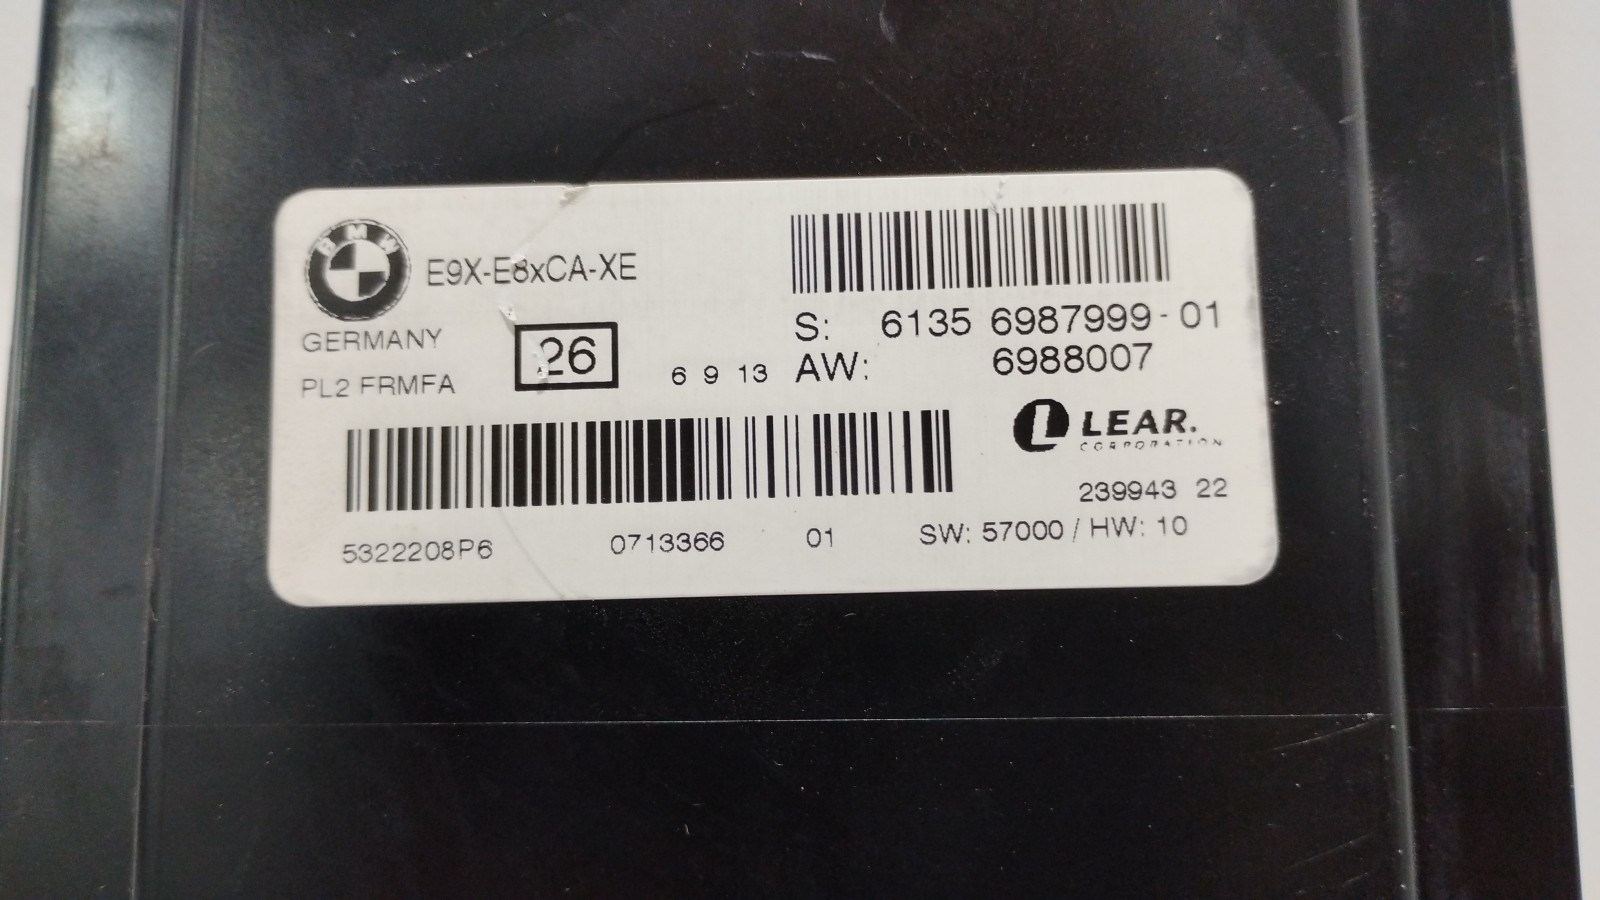 BMW
E9X-E8xCA-XE
GERMANY
PL2 FRMFA
26
6 9 13
S: 6135 6987999-01
AW: 6988007
LEAR.
CORPORATION
239943 22
5322208P6 0713366 01 SW: 57000 / HW: 10